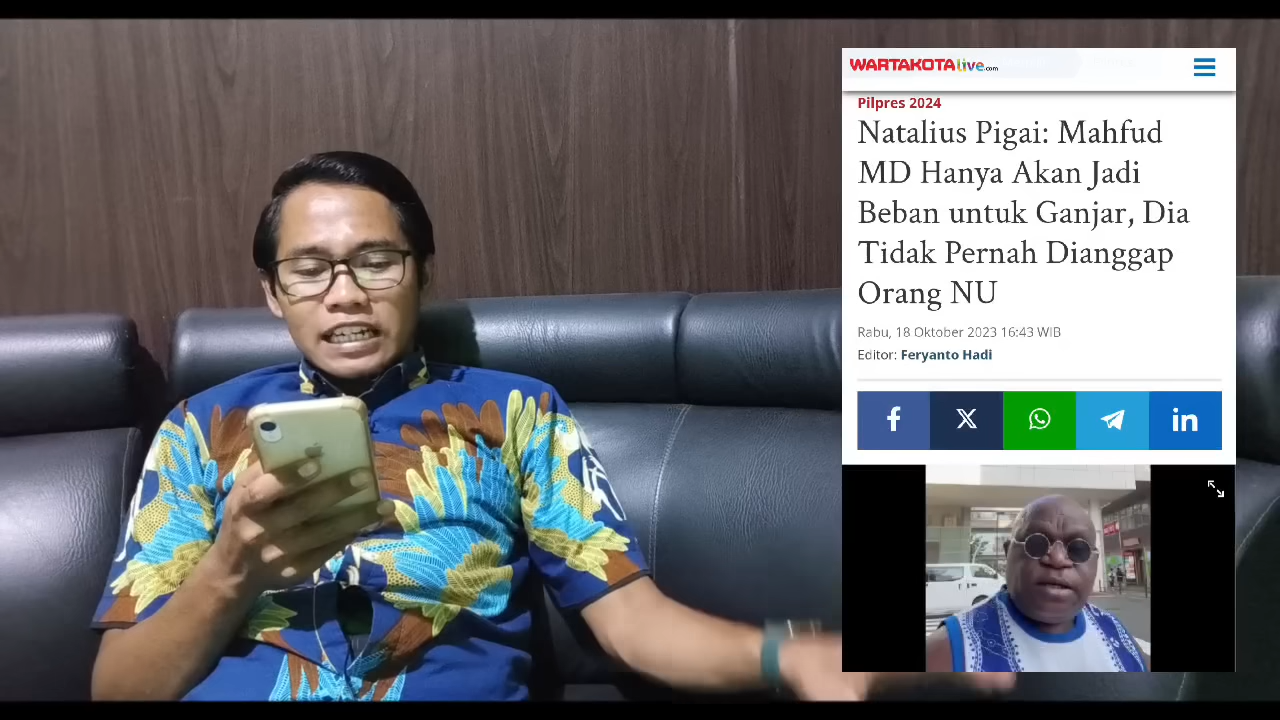 WARTAKOTAlive.com
Pilpres 2024
Natalius Pigai: Mahfud
MD Hanya Akan Jadi
Beban untuk Ganjar, Dia
Tidak Pernah Dianggap
Orang NU
Rabu, 18 Oktober 2023 16:43 WIB
Editor: Feryanto Hadi